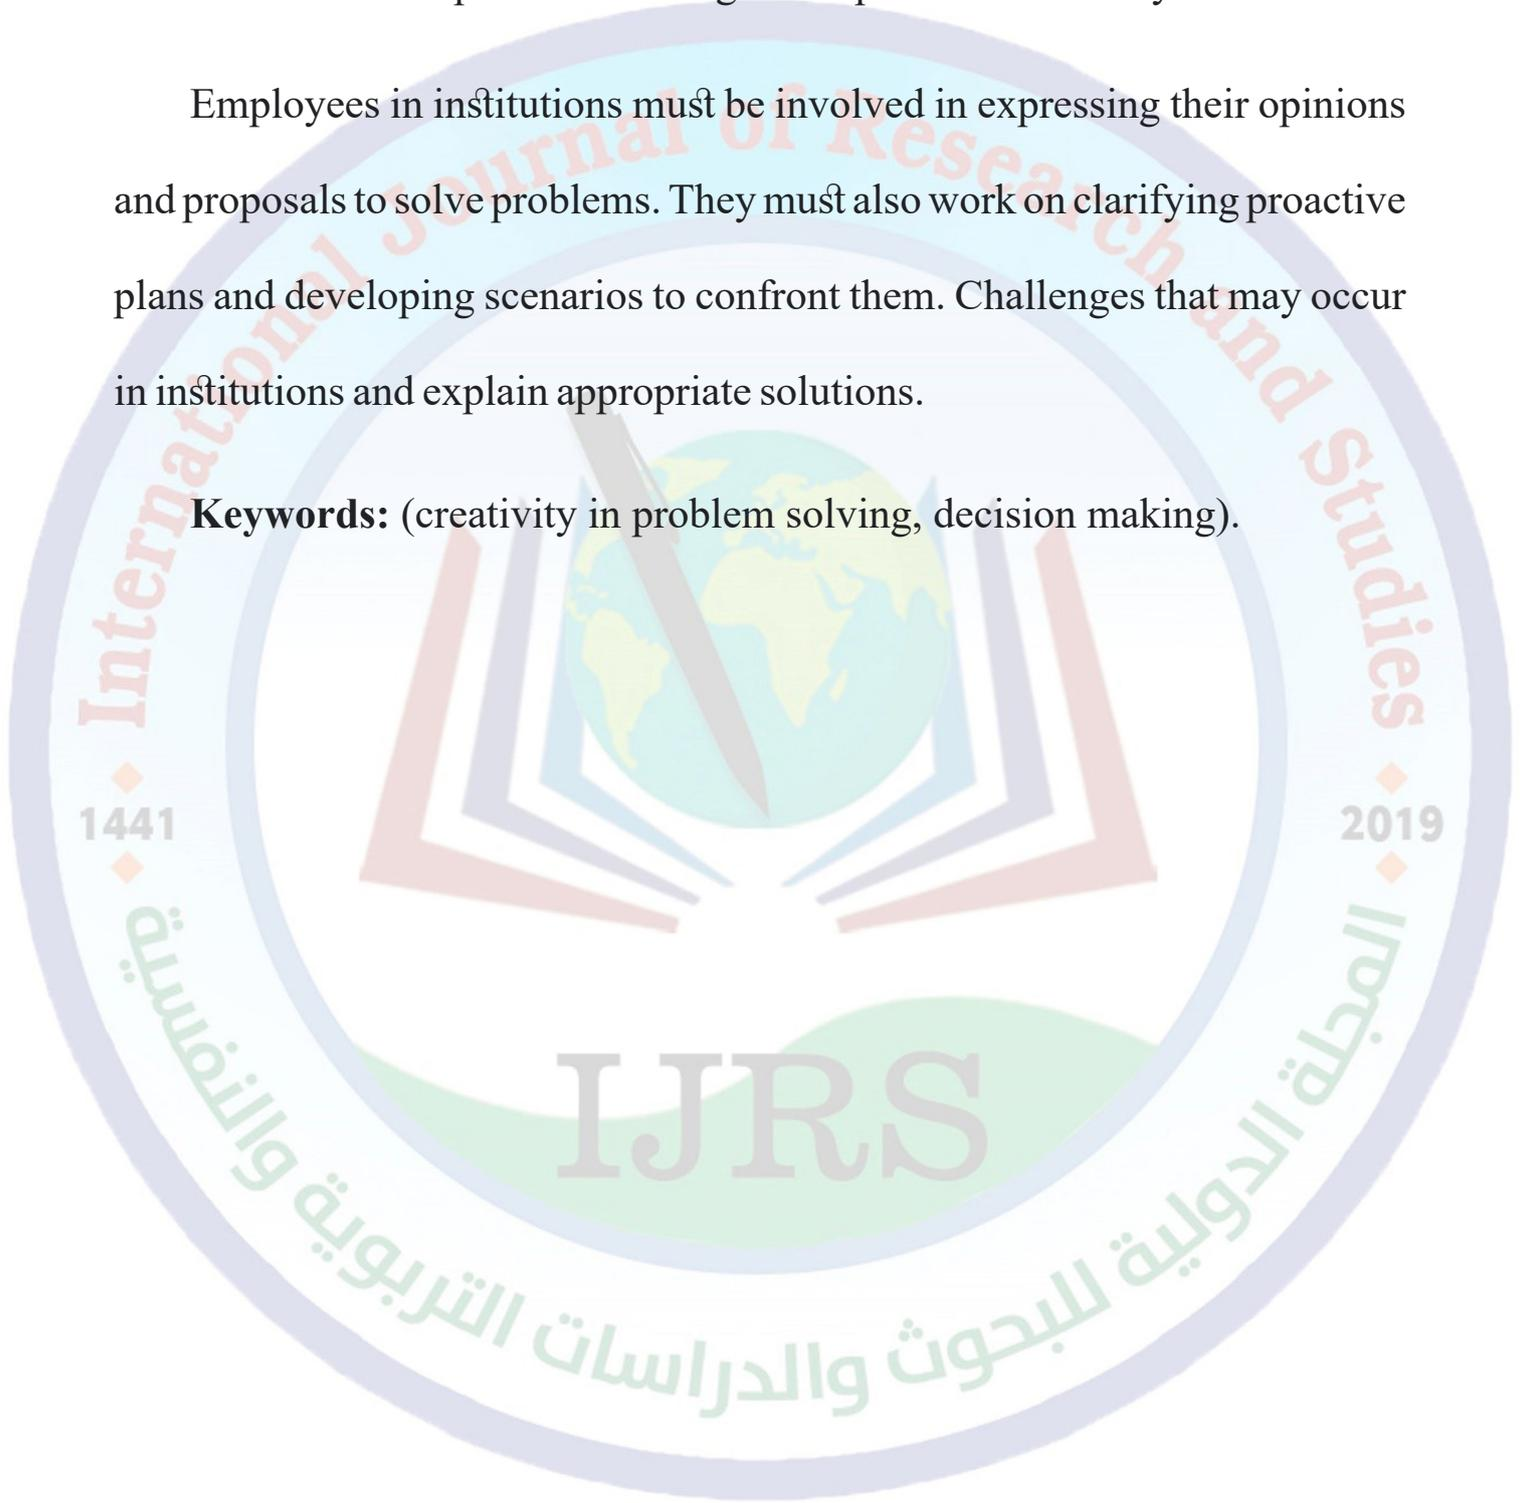 Employees in institutions must be involved in expressing their opinions
and proposals to solve problems. They must also work on clarifying proactive
plans and developing scenarios to confront them. Challenges that may occur
in institutions and explain appropriate solutions.
Keywords: (creativity in problem solving, decision making).
International Journal of Research and Studies
1441
2019
IJRS
المجلة الدولية للبحوث والدراسات التربوية والنفسية